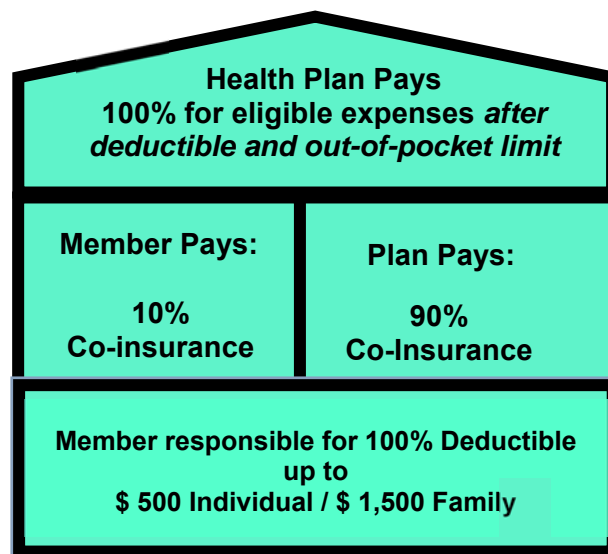 Health Plan Pays
100% for eligible expenses after
deductible and out-of-pocket limit
Member Pays:
10%
Co-insurance
Plan Pays:
90%
Co-Insurance
Member responsible for 100% Deductible
up to
$ 500 Individual / $ 1,500 Family